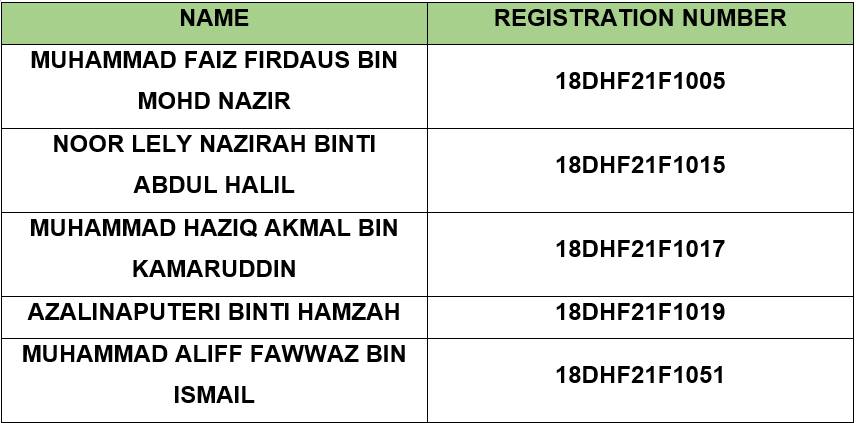 NAME
REGISTRATION NUMBER
MUHAMMAD FAIZ FIRDAUS BIN
MOHD NAZIR
18DHF21F1005
NOOR LELY NAZIRAH BINTI
ABDUL HALIL
18DHF21F1015
MUHAMMAD HAZIQ AKMAL BIN
KAMARUDDIN
18DHF21F1017
AZALINAPUTERI BINTI HAMZAH
18DHF21F1019
MUHAMMAD ALIFF FAWWAZ BIN
ISMAIL
18DHF21F1051